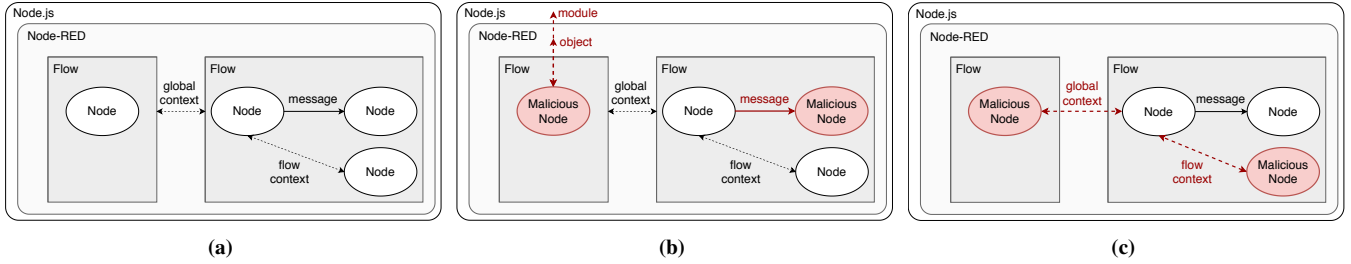 Node.js
Node-RED
Flow
Node
global
context
Flow
Node
message
Node
flow
context
Node
(a)
Node.js
module
Node-RED
object
Flow
Malicious
Node
global
context
Flow
Node
message
Malicious
Node
flow
context
Node
(b)
Node.js
Node-RED
Flow
Malicious
Node
global
context
Flow
Node
message
Node
flow
context
Malicious
Node
(c)